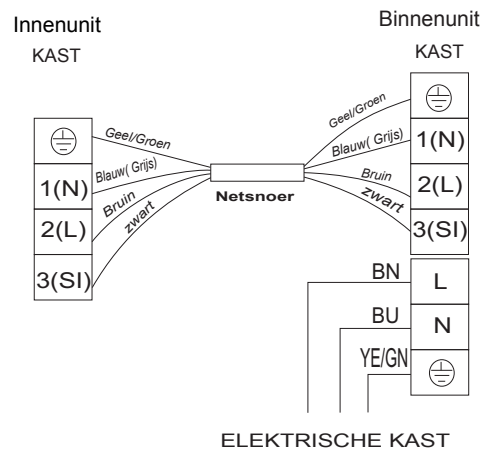 Innenunit
KAST
Binnenunit
KAST
Geel/Groen
Blauw( Grijs)
Bruin
zwart
1(N)
2(L)
3(SI)
Netsnoer
Geel/Groen
Blauw( Grijs)
Bruin
zwart
1(N)
2(L)
3(SI)
BN
L
BU
N
YE/GN
ELEKTRISCHE KAST